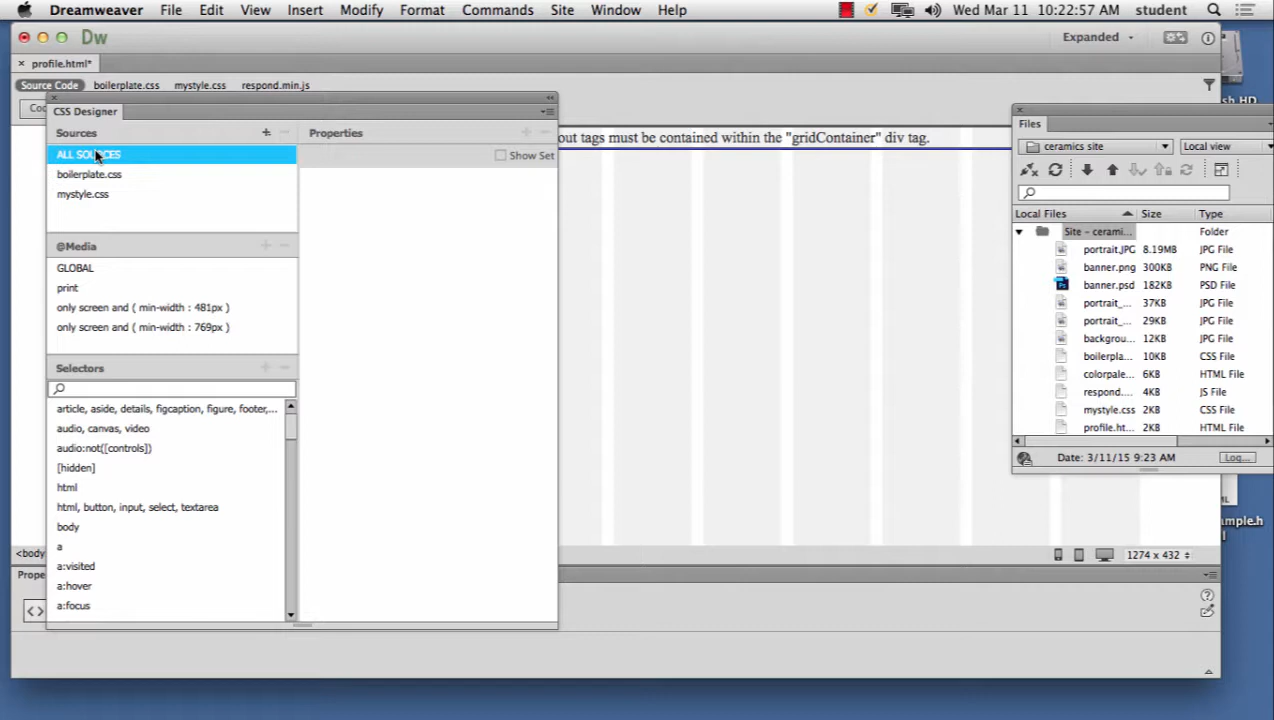 Dreamweaver File Edit View Insert Modify Format Commands Site Window Help Wed Mar 11 10:22:57 AM student
Dw Expanded
profile.html*
Source Code boilerplate.css mystyle.css respond.min.js
CSS Designer
Sources
ALL SOURCES
boilerplate.css
mystyle.css
@Media
GLOBAL
print
only screen and ( min-width : 481px )
only screen and ( min-width : 769px )
Selectors
article, aside, details, figcaption, figure, footer,...
audio, canvas, video
audio:not([controls])
[hidden]
html
html, button, input, select, textarea
body
a
a:visited
a:hover
a:focus
Properties
Show Set
out tags must be contained within the "gridContainer" div tag.
Files
ceramics site Local view
Local Files Size Type
Site – cerami... Folder
portrait.JPG 8.19MB JPG File
banner.png 300KB PNG File
banner.psd 182KB PSD File
portrait_... 37KB JPG File
portrait_... 29KB JPG File
backgrou... 12KB JPG File
boilerpla... 10KB CSS File
colorpale... 6KB HTML File
respond.... 4KB JS File
mystyle.css 2KB CSS File
profile.ht... 2KB HTML File
Date: 3/11/15 9:23 AM Log...
<body
1274 x 432
Prope